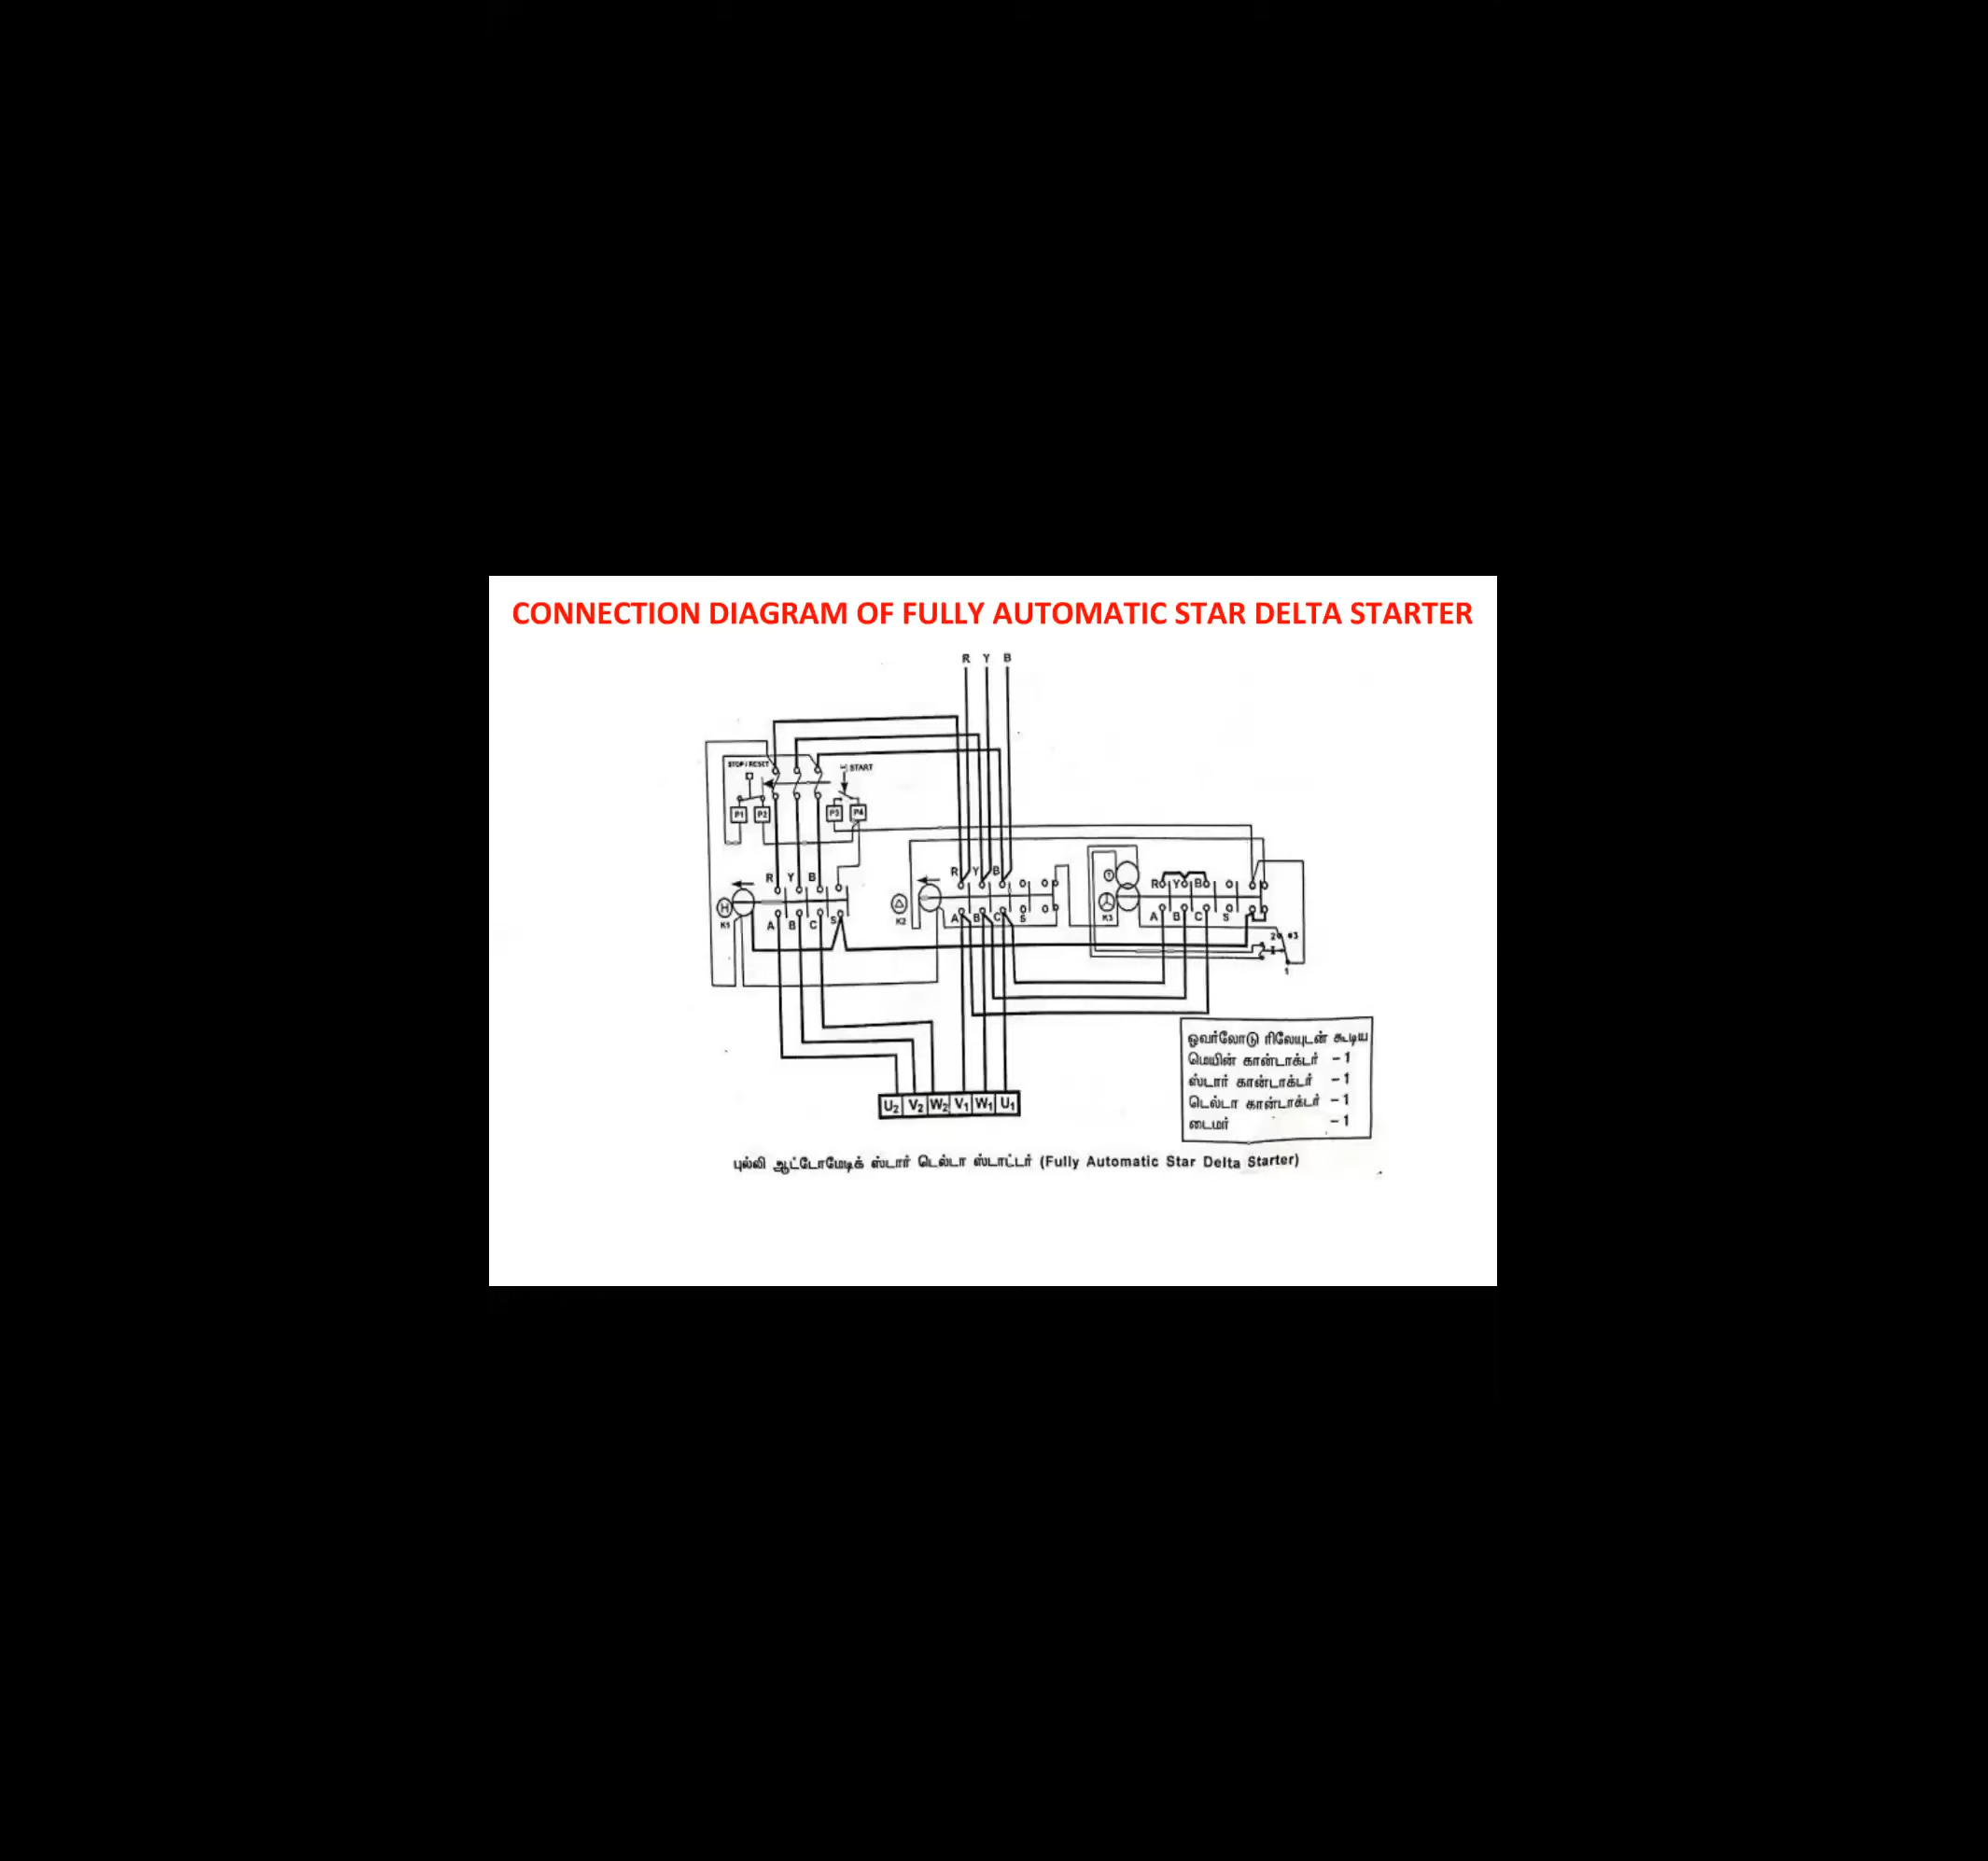 CONNECTION DIAGRAM OF FULLY AUTOMATIC STAR DELTA STARTER
R Y B
STOP / RESET
START
P1 P2 P3 P4
R Y B
R Y B
R Y B
H
K1
A B C S
K2
A B C S
K3
A B C S
2 3
1
U2 V2 W2 V1 W1 U1
ஓவர்லோடு ரிலேயுடன் கூடிய
மெயின் கான்டாக்டர் – 1
ஸ்டார் கான்டாக்டர் – 1
டெல்டா கான்டாக்டர் – 1
டைமர் – 1
புல்லி ஆட்டோமேடிக் ஸ்டார் டெல்டா ஸ்டாட்டர் (Fully Automatic Star Delta Starter)